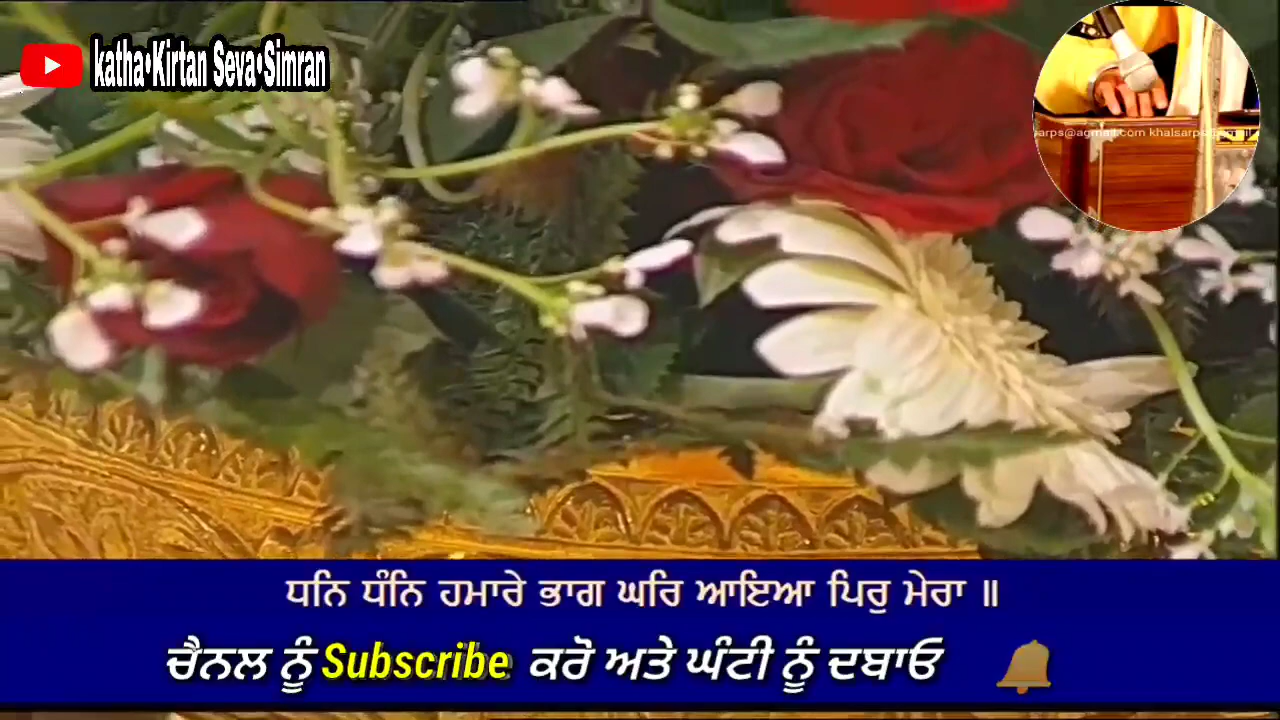 katha•Kirtan Seva•Simran
ਧਨਿ ਧੰਨਿ ਹਮਾਰੇ ਭਾਗ ਘਰਿ ਆਇਆ ਪਿਰੁ ਮੇਰਾ ॥
ਚੈਨਲ ਨੂੰ Subscribe ਕਰੋ ਅਤੇ ਘੰਟੀ ਨੂੰ ਦਬਾਓ